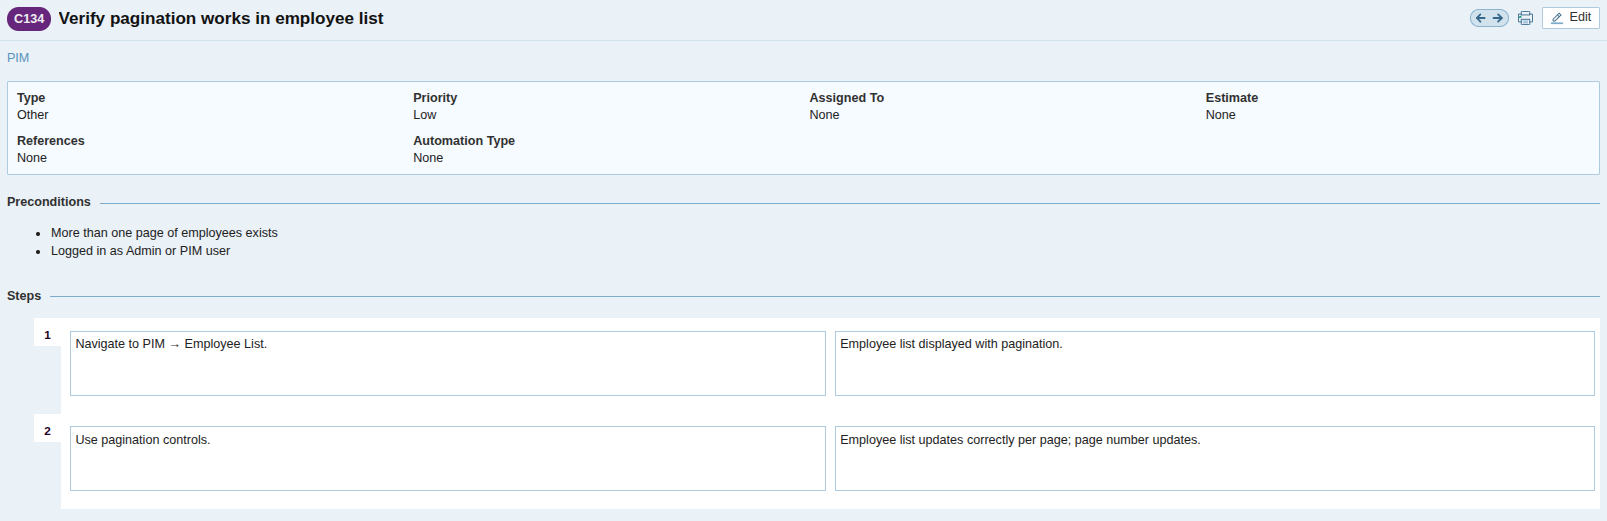 C134 Verify pagination works in employee list
Edit
PIM
Type Priority Assigned To Estimate
Other Low None None
References Automation Type
None None
Preconditions
• More than one page of employees exists
• Logged in as Admin or PIM user
Steps
1
Navigate to PIM → Employee List. Employee list displayed with pagination.
2
Use pagination controls. Employee list updates correctly per page; page number updates.